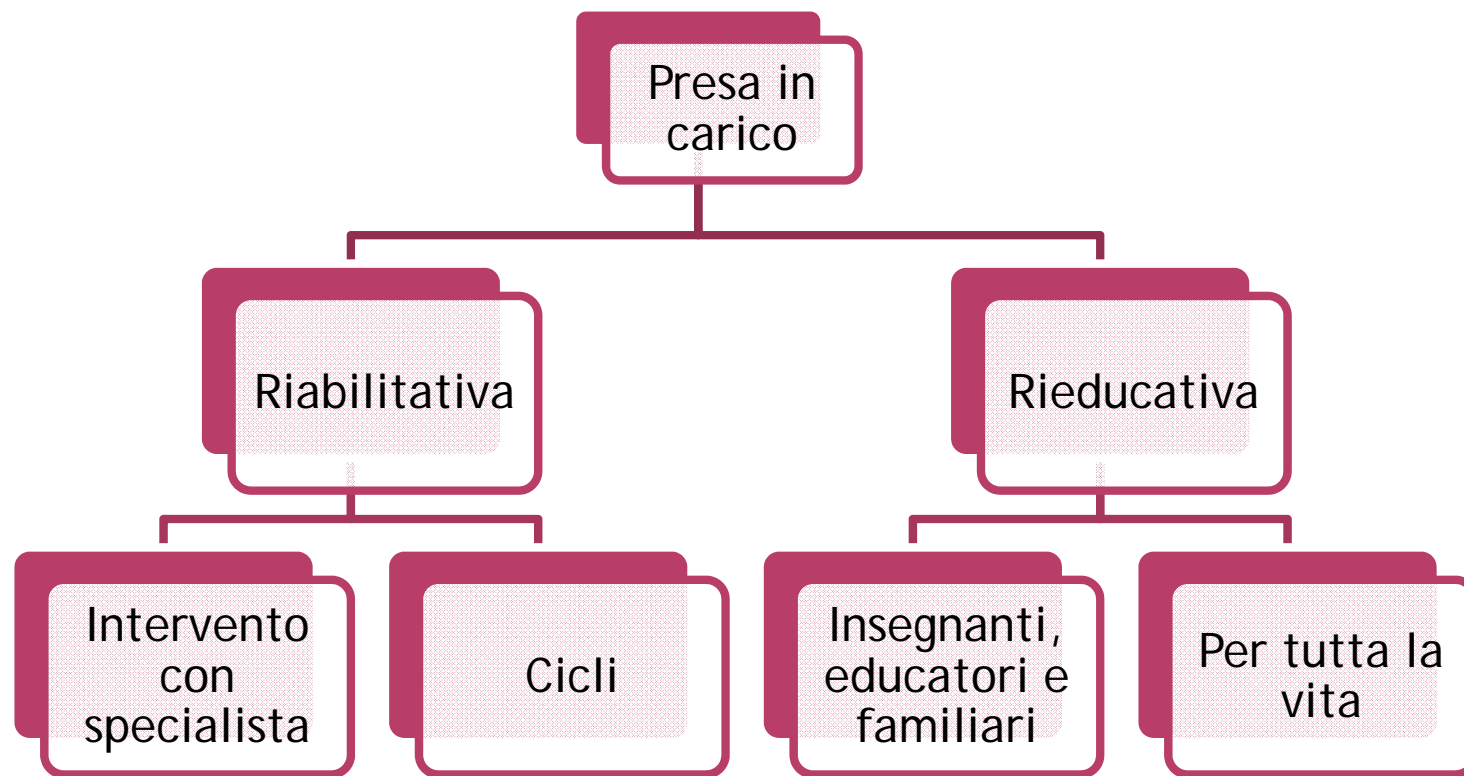 Presa in
carico
Riabilitativa
Rieducativa
Intervento
con
specialista
Cicli
Insegnanti,
educatori e
familiari
Per tutta la
vita